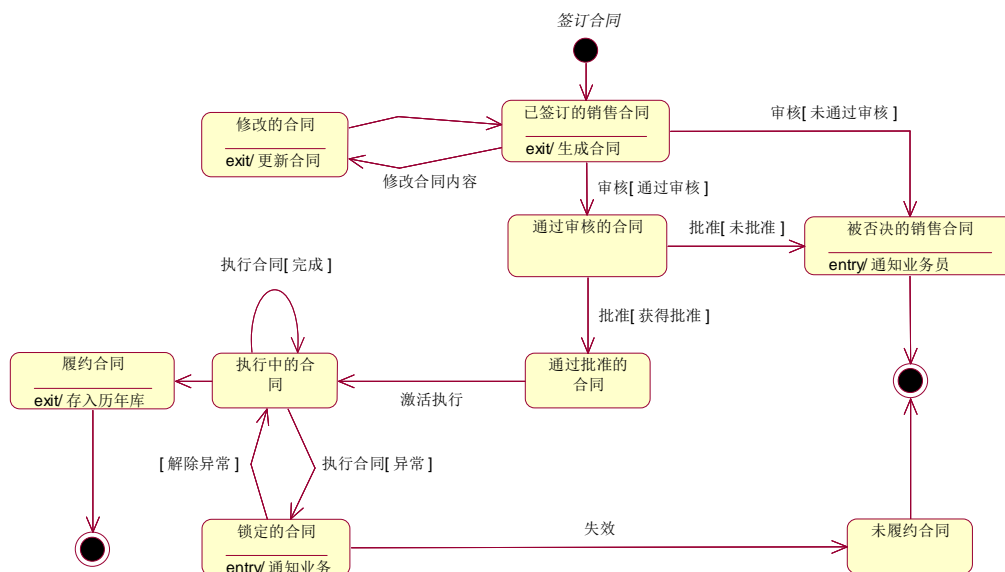 签订合同
已签订的销售合同
exit/ 生成合同
审核[ 未通过审核 ]
修改的合同
exit/ 更新合同
修改合同内容
审核[ 通过审核 ]
通过审核的合同
批准[ 未批准 ]
被否决的销售合同
entry/ 通知业务员
执行合同[ 完成 ]
批准[ 获得批准 ]
履约合同
exit/ 存入历年库
执行中的合
同
激活执行
通过批准的
合同
[ 解除异常 ]
执行合同[ 异常 ]
锁定的合同
entry/ 通知业务
失效
未履约合同